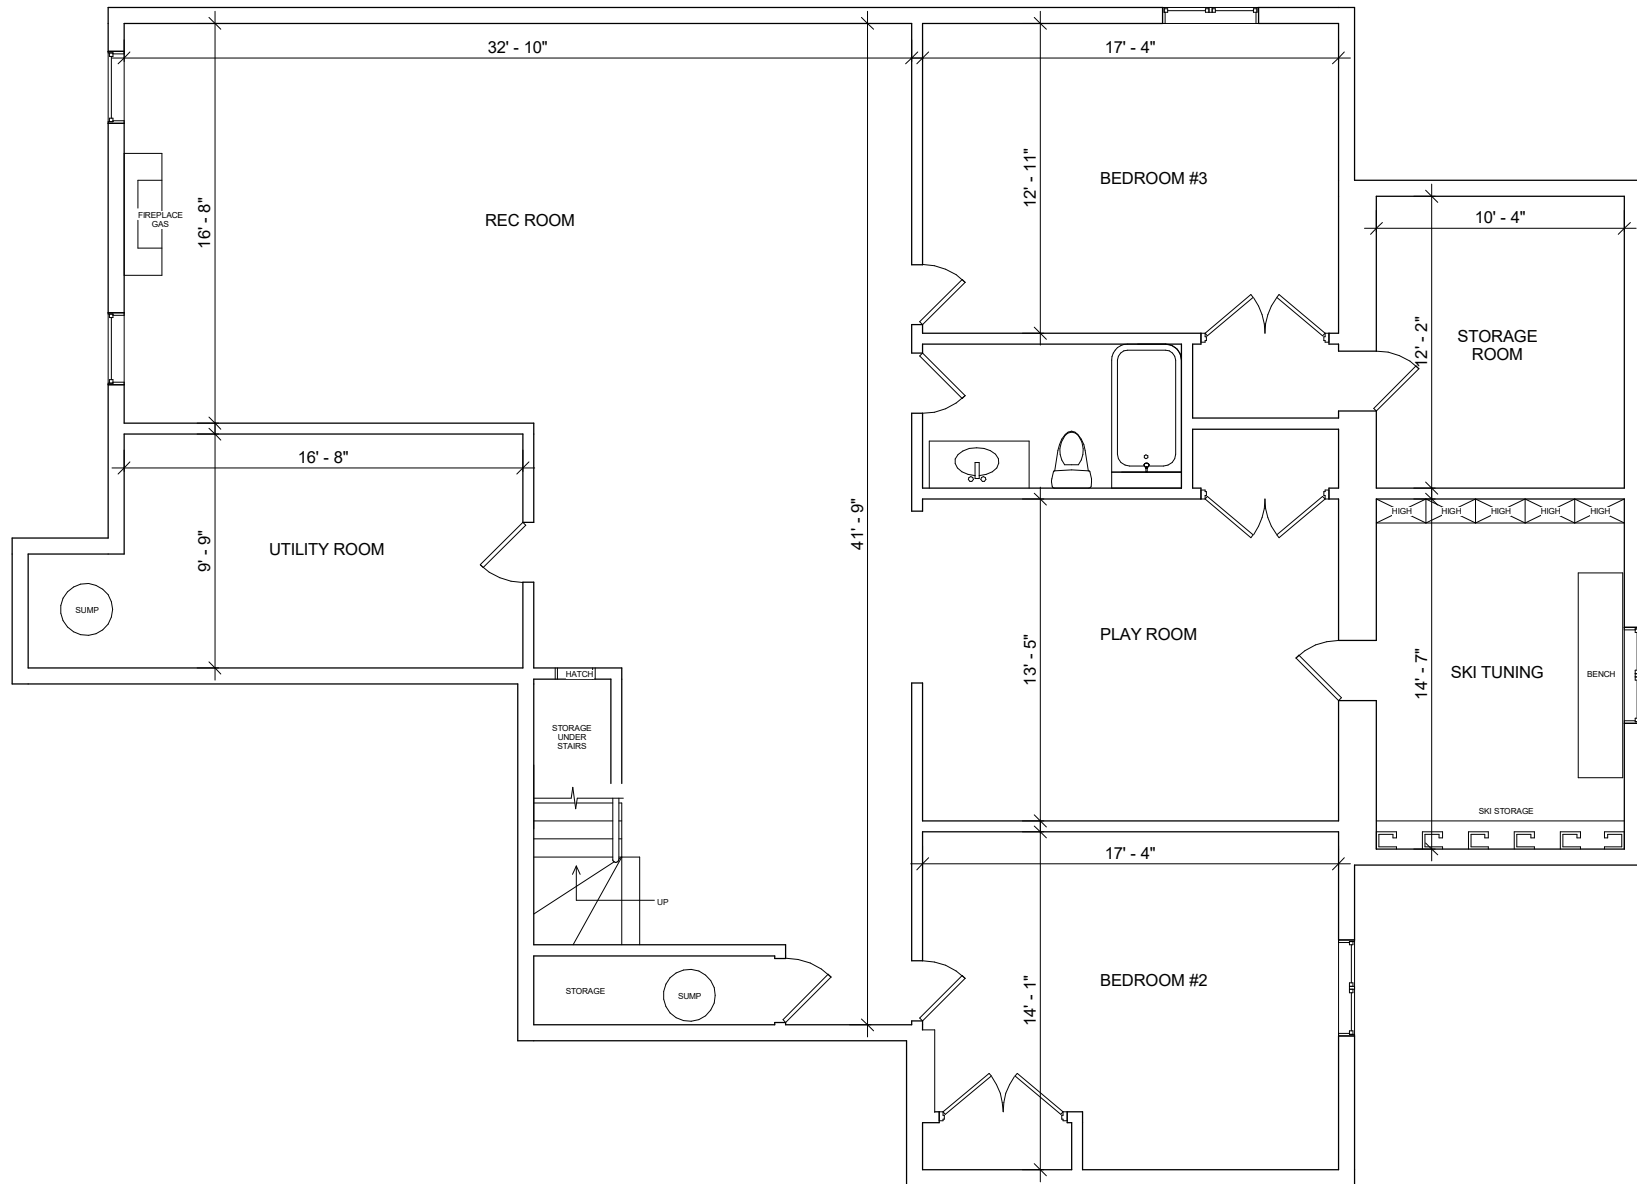 32' - 10"
17' - 4"
12' - 11"
BEDROOM #3
16' - 8"
FIREPLACE
GAS
REC ROOM
10' - 4"
12' - 2"
STORAGE
ROOM
16' - 8"
9' - 9"
UTILITY ROOM
SUMP
41' - 9"
HIGH
HIGH
HIGH
HIGH
HIGH
PLAY ROOM
13' - 5"
14' - 7"
SKI TUNING
BENCH
HATCH
STORAGE
UNDER
STAIRS
SKI STORAGE
17' - 4"
UP
STORAGE
SUMP
14' - 1"
BEDROOM #2